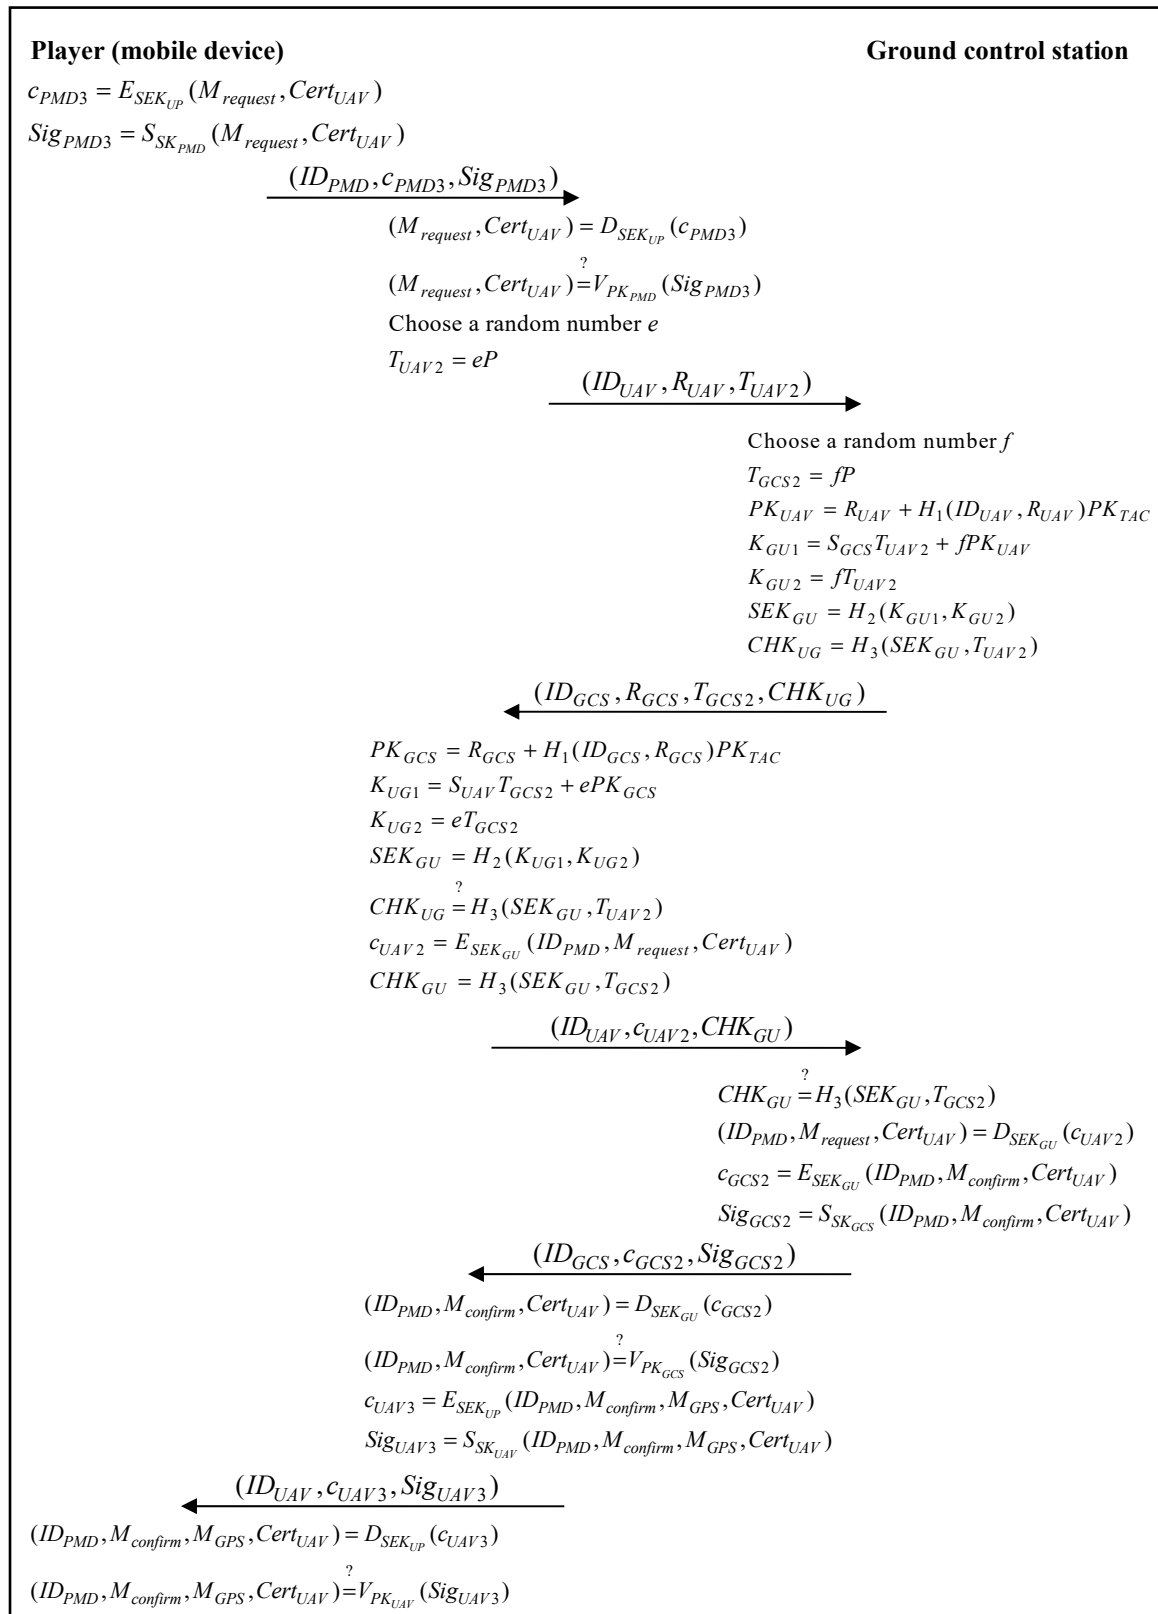 Player (mobile device) Ground control station
c_{PMD3} = E_{SEK_{UP}}(M_{request}, Cert_{UAV})
Sig_{PMD3} = S_{SK_{PMD}}(M_{request}, Cert_{UAV})
(ID_{PMD}, c_{PMD3}, Sig_{PMD3})
(M_{request}, Cert_{UAV}) = D_{SEK_{UP}}(c_{PMD3})
(M_{request}, Cert_{UAV}) ?= V_{PK_{PMD}}(Sig_{PMD3})
Choose a random number e
T_{UAV2} = eP
(ID_{UAV}, R_{UAV}, T_{UAV2})
Choose a random number f
T_{GCS2} = fP
PK_{UAV} = R_{UAV} + H_1(ID_{UAV}, R_{UAV})PK_{TAC}
K_{GU1} = S_{GCS}T_{UAV2} + fPK_{UAV}
K_{GU2} = fT_{UAV2}
SEK_{GU} = H_2(K_{GU1}, K_{GU2})
CHK_{UG} = H_3(SEK_{GU}, T_{UAV2})
(ID_{GCS}, R_{GCS}, T_{GCS2}, CHK_{UG})
PK_{GCS} = R_{GCS} + H_1(ID_{GCS}, R_{GCS})PK_{TAC}
K_{UG1} = S_{UAV}T_{GCS2} + ePK_{GCS}
K_{UG2} = eT_{GCS2}
SEK_{GU} = H_2(K_{UG1}, K_{UG2})
CHK_{UG} ?= H_3(SEK_{GU}, T_{UAV2})
c_{UAV2} = E_{SEK_{GU}}(ID_{PMD}, M_{request}, Cert_{UAV})
CHK_{GU} = H_3(SEK_{GU}, T_{GCS2})
(ID_{UAV}, c_{UAV2}, CHK_{GU})
CHK_{GU} ?= H_3(SEK_{GU}, T_{GCS2})
(ID_{PMD}, M_{request}, Cert_{UAV}) = D_{SEK_{GU}}(c_{UAV2})
c_{GCS2} = E_{SEK_{GU}}(ID_{PMD}, M_{confirm}, Cert_{UAV})
Sig_{GCS2} = S_{SK_{GCS}}(ID_{PMD}, M_{confirm}, Cert_{UAV})
(ID_{GCS}, c_{GCS2}, Sig_{GCS2})
(ID_{PMD}, M_{confirm}, Cert_{UAV}) = D_{SEK_{GU}}(c_{GCS2})
(ID_{PMD}, M_{confirm}, Cert_{UAV}) ?= V_{PK_{GCS}}(Sig_{GCS2})
c_{UAV3} = E_{SEK_{UP}}(ID_{PMD}, M_{confirm}, M_{GPS}, Cert_{UAV})
Sig_{UAV3} = S_{SK_{UAV}}(ID_{PMD}, M_{confirm}, M_{GPS}, Cert_{UAV})
(ID_{UAV}, c_{UAV3}, Sig_{UAV3})
(ID_{PMD}, M_{confirm}, M_{GPS}, Cert_{UAV}) = D_{SEK_{UP}}(c_{UAV3})
(ID_{PMD}, M_{confirm}, M_{GPS}, Cert_{UAV}) ?= V_{PK_{UAV}}(Sig_{UAV3})